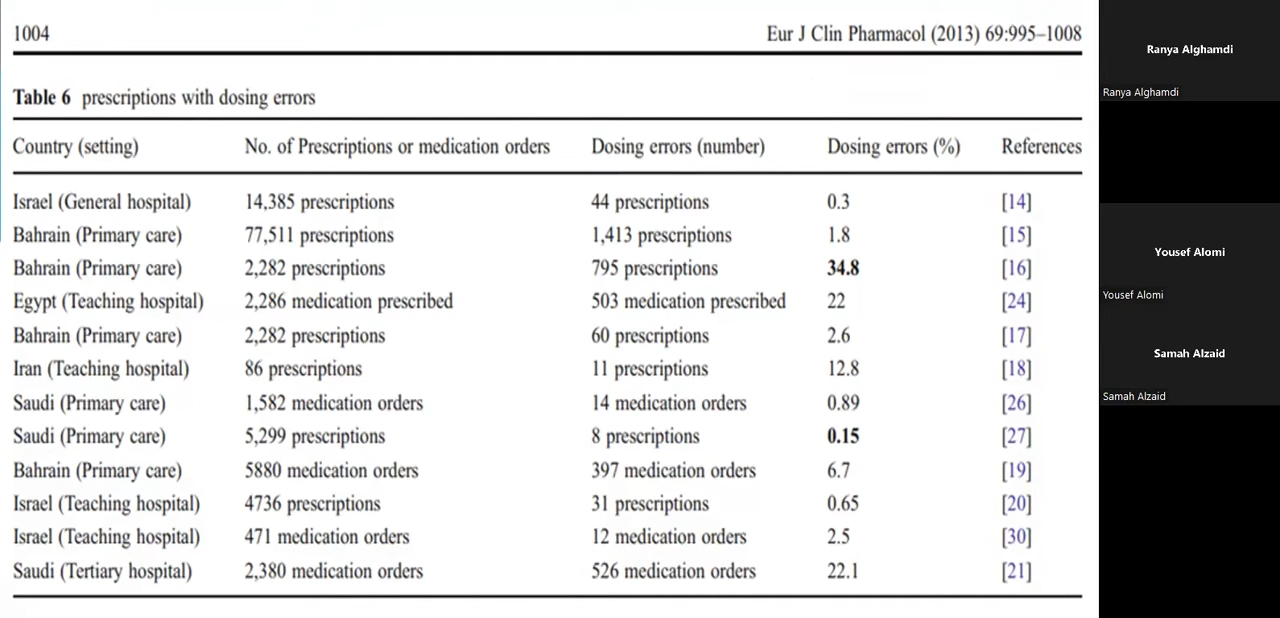 1004 Eur J Clin Pharmacol (2013) 69:995–1008
Table 6 prescriptions with dosing errors
Country (setting) No. of Prescriptions or medication orders Dosing errors (number) Dosing errors (%) References
Israel (General hospital) 14,385 prescriptions 44 prescriptions 0.3 [14]
Bahrain (Primary care) 77,511 prescriptions 1,413 prescriptions 1.8 [15]
Bahrain (Primary care) 2,282 prescriptions 795 prescriptions 34.8 [16]
Egypt (Teaching hospital) 2,286 medication prescribed 503 medication prescribed 22 [24]
Bahrain (Primary care) 2,282 prescriptions 60 prescriptions 2.6 [17]
Iran (Teaching hospital) 86 prescriptions 11 prescriptions 12.8 [18]
Saudi (Primary care) 1,582 medication orders 14 medication orders 0.89 [26]
Saudi (Primary care) 5,299 prescriptions 8 prescriptions 0.15 [27]
Bahrain (Primary care) 5880 medication orders 397 medication orders 6.7 [19]
Israel (Teaching hospital) 4736 prescriptions 31 prescriptions 0.65 [20]
Israel (Teaching hospital) 471 medication orders 12 medication orders 2.5 [30]
Saudi (Tertiary hospital) 2,380 medication orders 526 medication orders 22.1 [21]
Ranya Alghamdi
Ranya Alghamdi
Yousef Alomi
Yousef Alomi
Samah Alzaid
Samah Alzaid